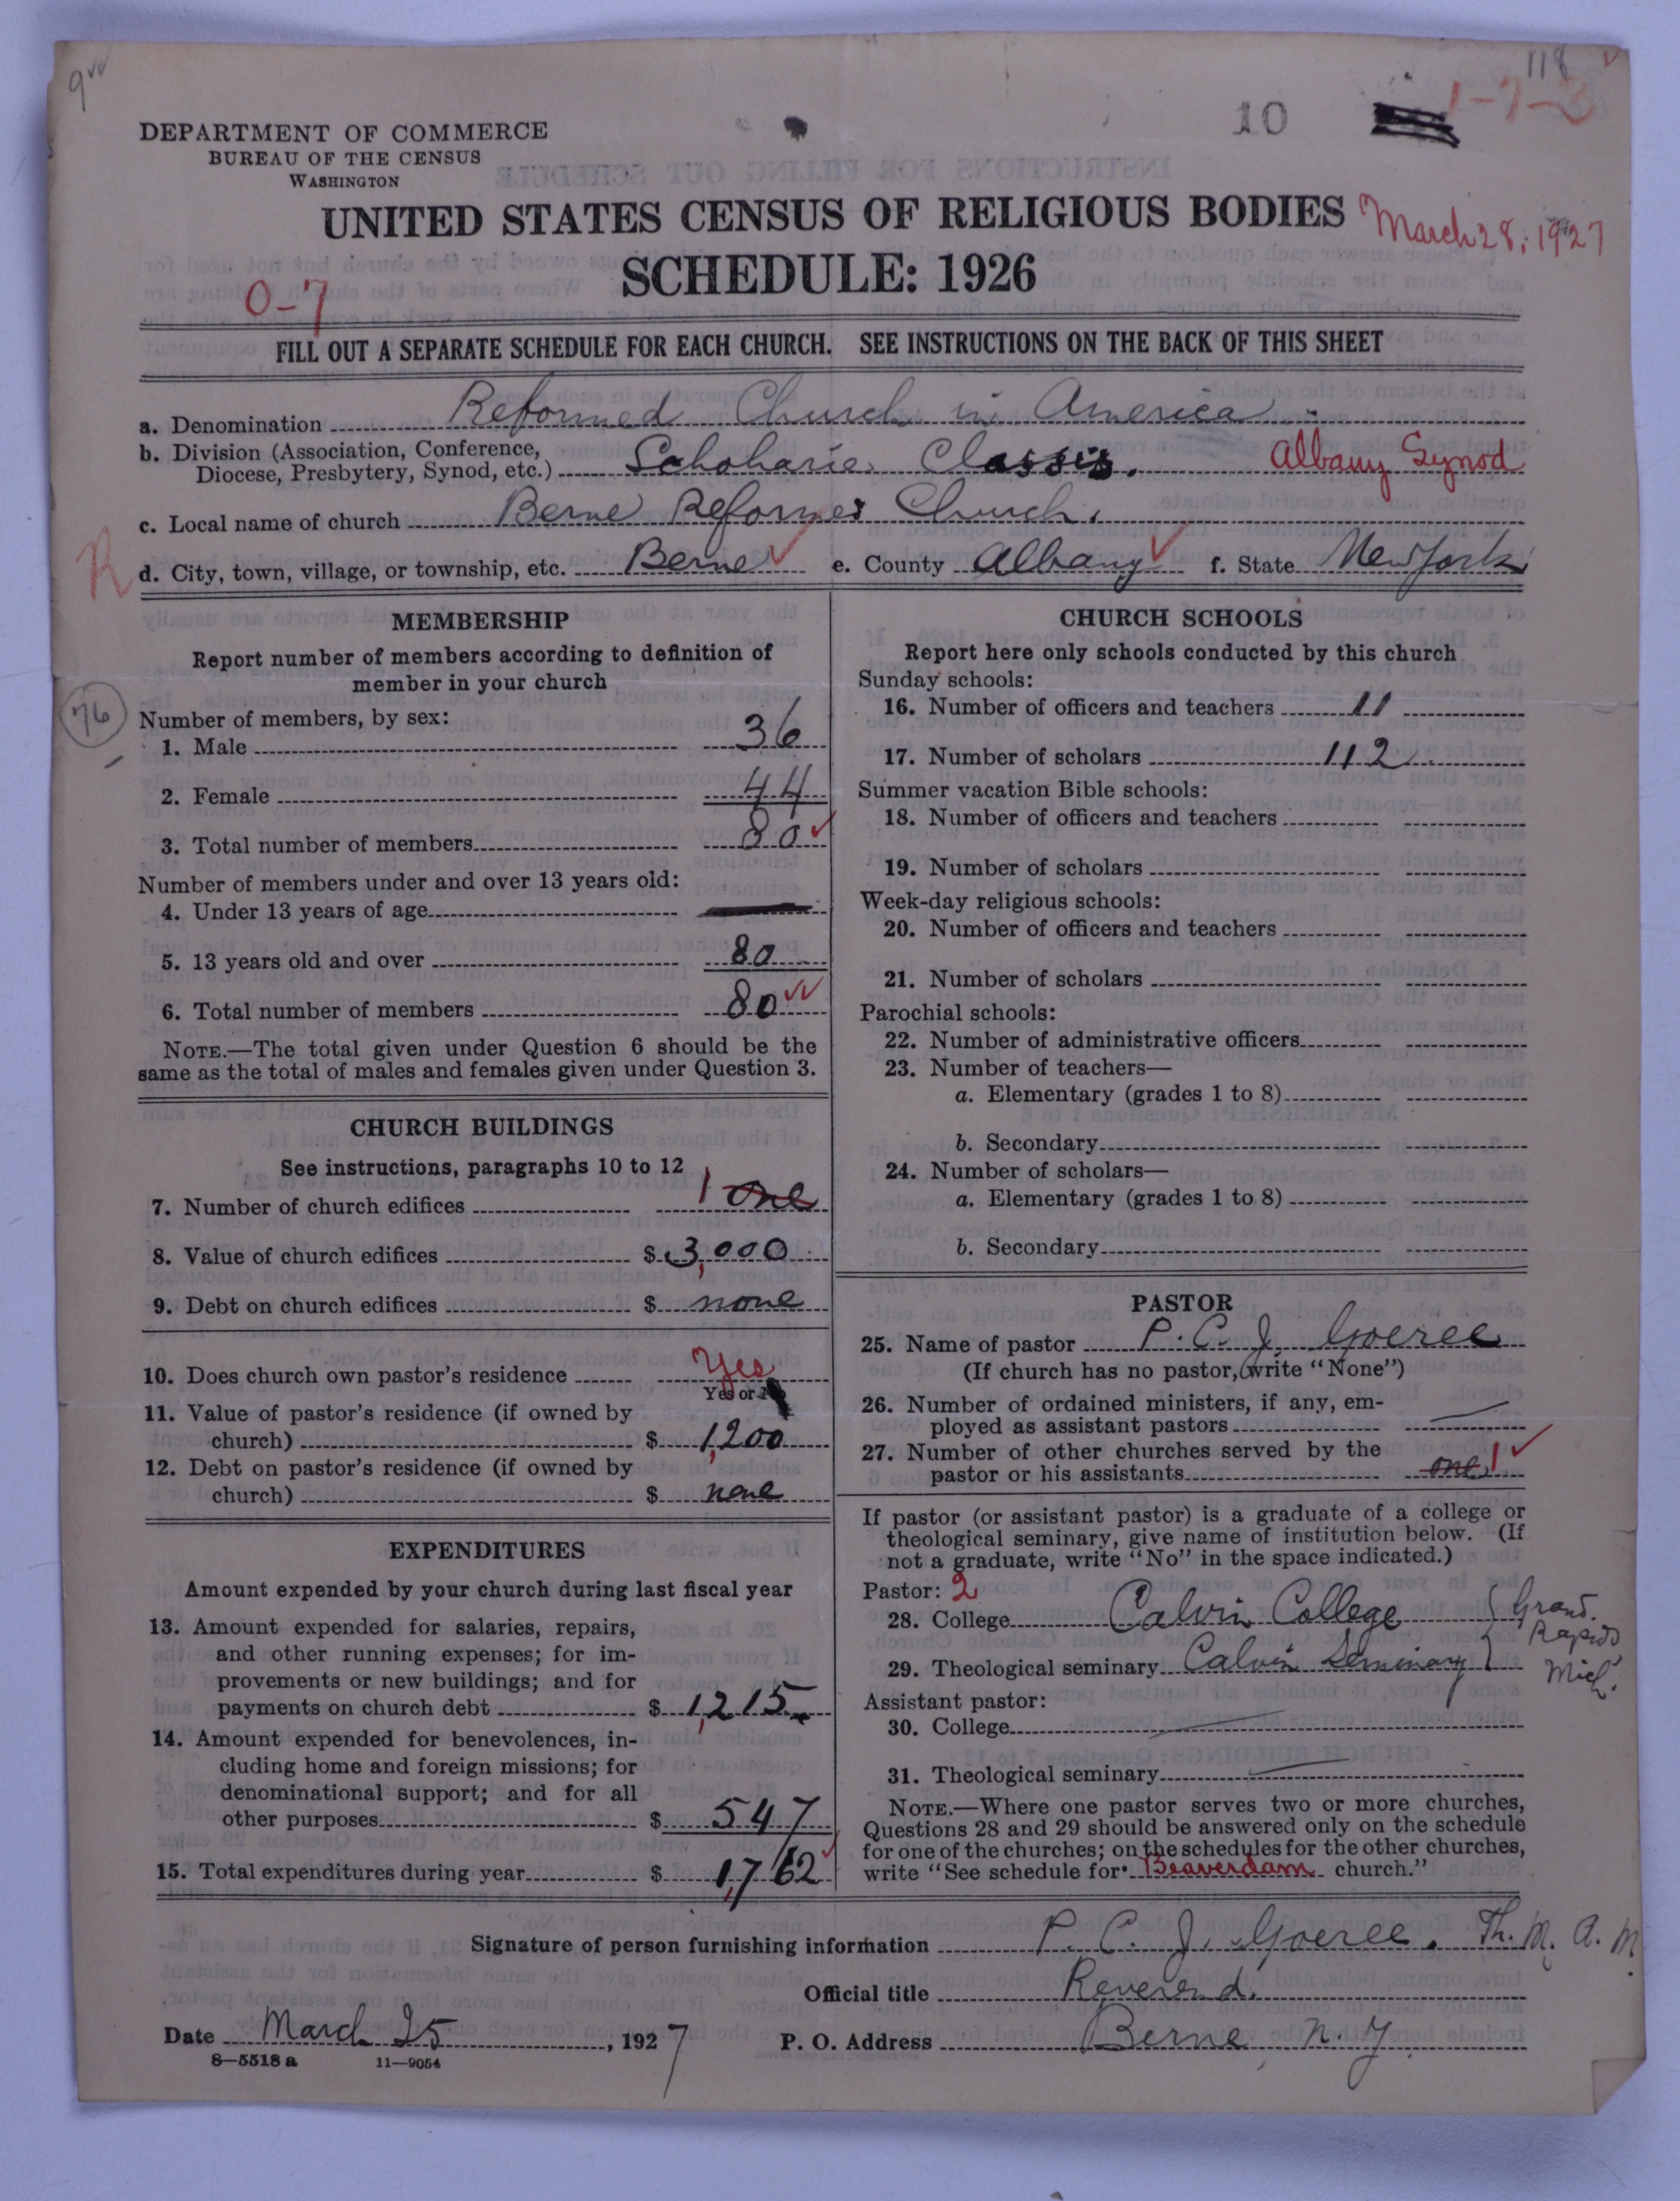 9
118
10
1-7-3
DEPARTMENT OF COMMERCE
BUREAU OF THE CENSUS
WASHINGTON
UNITED STATES CENSUS OF RELIGIOUS BODIES
March 28, 1927
SCHEDULE: 1926
0-7
FILL OUT A SEPARATE SCHEDULE FOR EACH CHURCH. SEE INSTRUCTIONS ON THE BACK OF THIS SHEET
a. Denomination Reformed Church in America
b. Division (Association, Conference,
Diocese, Presbytery, Synod, etc.) Schoharie Classis. Albany Synod
c. Local name of church Berne Reformed Church.
R
d. City, town, village, or township, etc. Berne e. County Albany f. State New York
MEMBERSHIP
Report number of members according to definition of
member in your church
76
Number of members, by sex:
1. Male 36
2. Female 44
3. Total number of members 80
Number of members under and over 13 years old:
4. Under 13 years of age
5. 13 years old and over 80
6. Total number of members 80
NOTE.—The total given under Question 6 should be the
same as the total of males and females given under Question 3.
CHURCH BUILDINGS
See instructions, paragraphs 10 to 12
7. Number of church edifices 1 one
8. Value of church edifices $ 3,000
9. Debt on church edifices $ none
10. Does church own pastor's residence Yes
Yes or No
11. Value of pastor's residence (if owned by
church) $ 1,200
12. Debt on pastor's residence (if owned by
church) $ none
EXPENDITURES
Amount expended by your church during last fiscal year
13. Amount expended for salaries, repairs,
and other running expenses; for im-
provements or new buildings; and for
payments on church debt $ 1,215
14. Amount expended for benevolences, in-
cluding home and foreign missions; for
denominational support; and for all
other purposes $ 547
15. Total expenditures during year $ 1,762
CHURCH SCHOOLS
Report here only schools conducted by this church
Sunday schools:
16. Number of officers and teachers 11
17. Number of scholars 112
Summer vacation Bible schools:
18. Number of officers and teachers
19. Number of scholars
Week-day religious schools:
20. Number of officers and teachers
21. Number of scholars
Parochial schools:
22. Number of administrative officers
23. Number of teachers—
a. Elementary (grades 1 to 8)
b. Secondary
24. Number of scholars—
a. Elementary (grades 1 to 8)
b. Secondary
PASTOR
25. Name of pastor P. C. J. Goeree
(If church has no pastor, write "None")
26. Number of ordained ministers, if any, em-
ployed as assistant pastors
27. Number of other churches served by the
pastor or his assistants one 1
If pastor (or assistant pastor) is a graduate of a college or
theological seminary, give name of institution below. (If
not a graduate, write "No" in the space indicated.)
Pastor: 2
28. College Calvin College Grand
Rapids
29. Theological seminary Calvin Seminary Mich.
Assistant pastor:
30. College
31. Theological seminary
NOTE.—Where one pastor serves two or more churches,
Questions 28 and 29 should be answered only on the schedule
for one of the churches; on the schedules for the other churches,
write "See schedule for Beaverdam church."
Signature of person furnishing information P. C. J. Goeree. Th. M. A. M.
Official title Reverend.
Date March 25, 1927 P. O. Address Berne, N. Y.
8—5518 a 11—9054